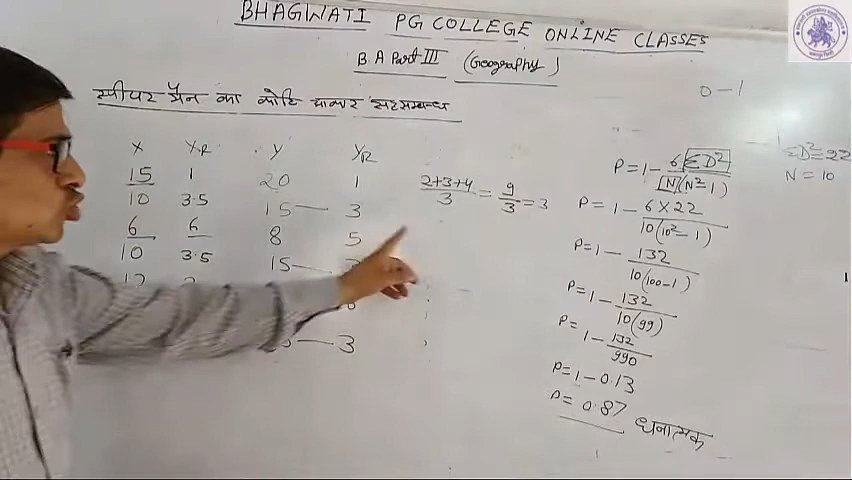 BHAGWATI PG COLLEGE ONLINE CLASSES
B.A Part III (Geography)
स्पीयर मैन का कोटि सहसम्बन्ध
0-1
X XR Y YR
15 1 20 1
10 3.5 15 — 3
6 6 8 5
10 3.5 15 —
12
— 3
2+3+4/3 = 9/3 = 3
P = 1 - 6ΣD²/N(N²-1)
ΣD²=22
N = 10
P = 1 - 6×22/10(10²-1)
P = 1 - 132/10(100-1)
P = 1 - 132/10(99)
P = 1 - 132/990
P = 1 - 0.13
P = 0.87 धनात्मक